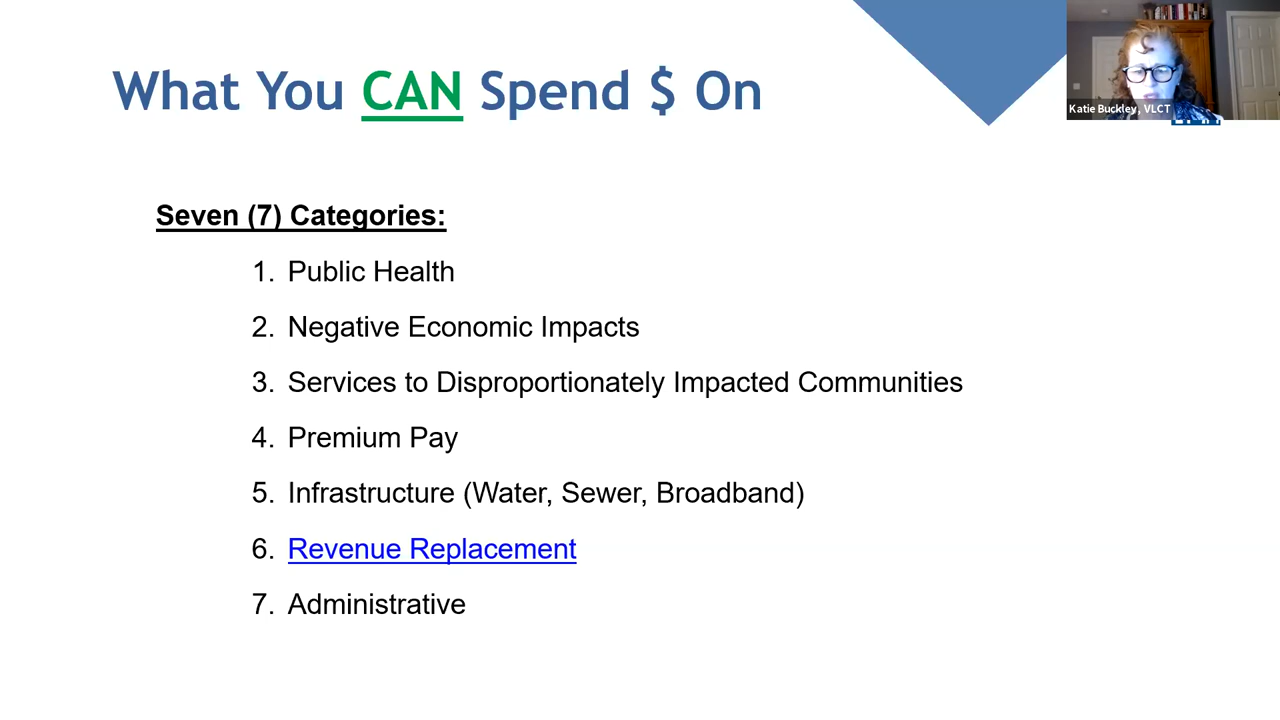 What You CAN Spend $ On
Katie Buckley, VLCT
Seven (7) Categories:
1. Public Health
2. Negative Economic Impacts
3. Services to Disproportionately Impacted Communities
4. Premium Pay
5. Infrastructure (Water, Sewer, Broadband)
6. Revenue Replacement
7. Administrative